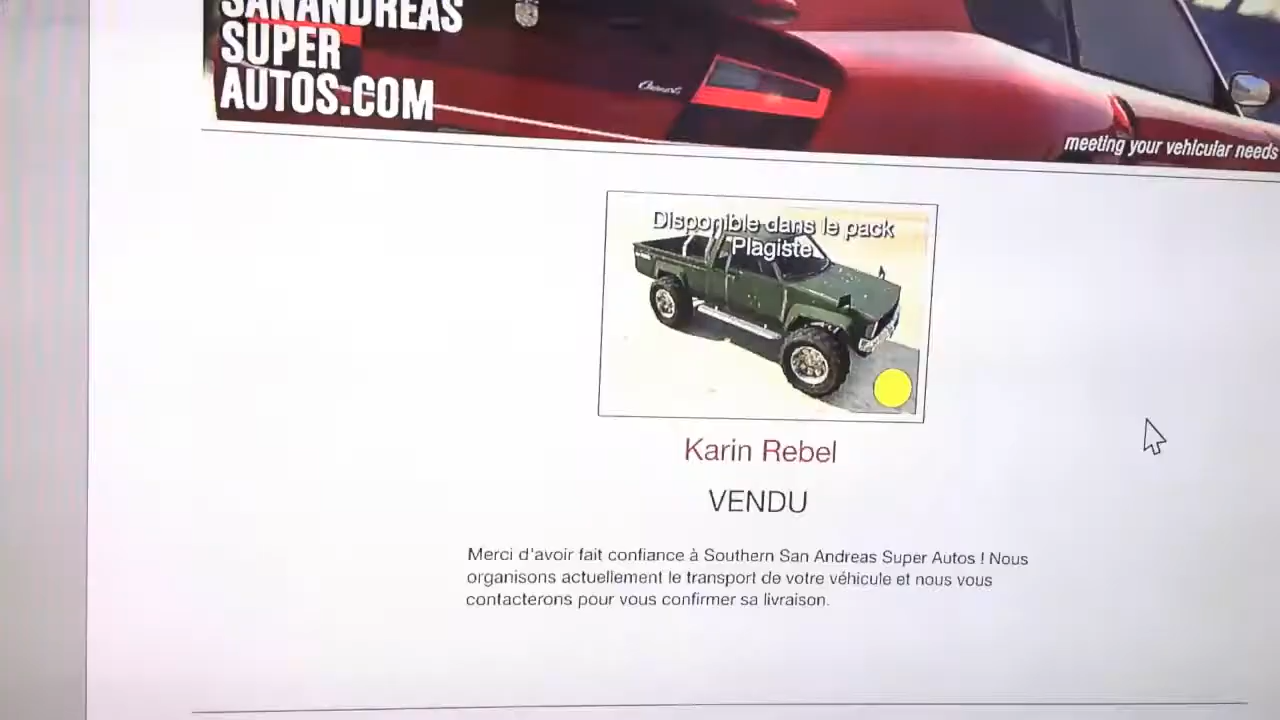 SANANDREAS
SUPER
AUTOS.COM
meeting your vehicular needs
Disponible dans le pack
Plagiste
Karin Rebel
VENDU
Merci d'avoir fait confiance à Southern San Andreas Super Autos ! Nous
organisons actuellement le transport de votre véhicule et nous vous
contacterons pour vous confirmer sa livraison.